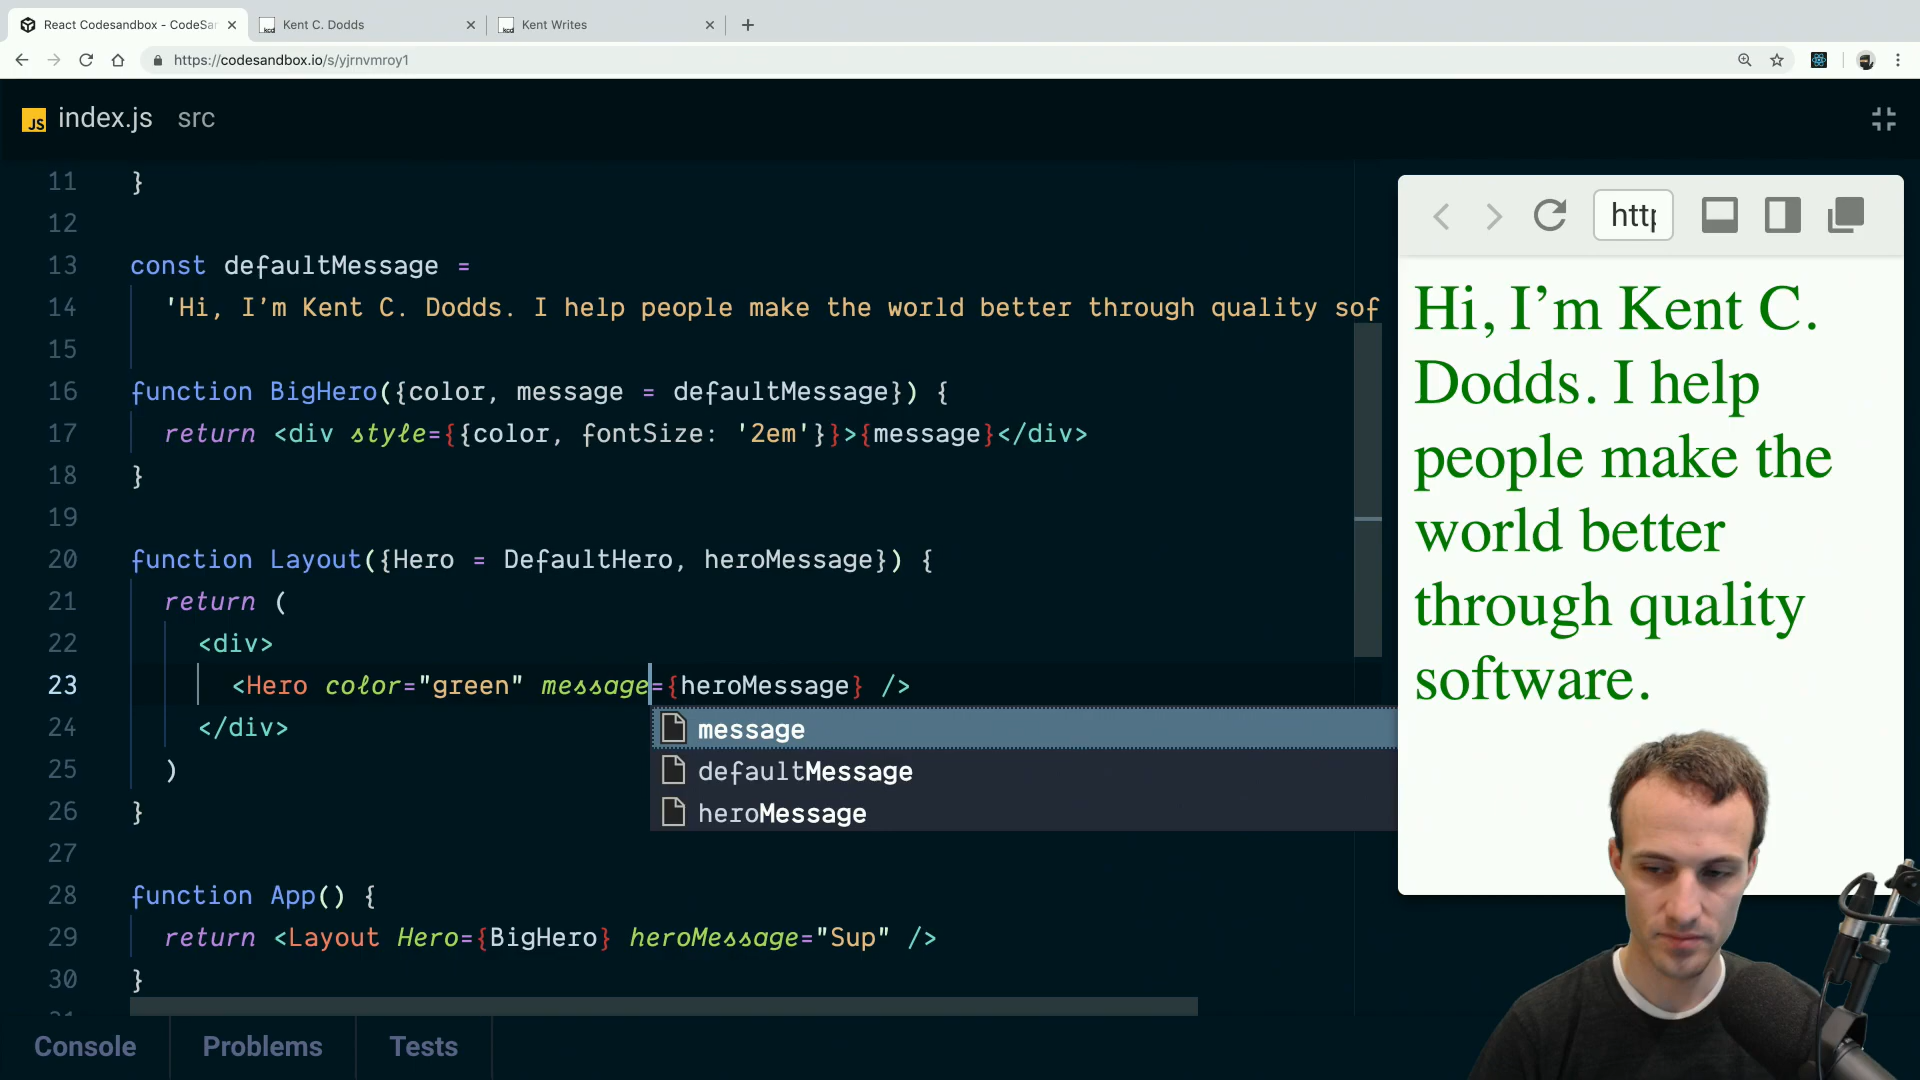 React Codesandbox - CodeSa
Kent C. Dodds
Kent Writes
https://codesandbox.io/s/yjrnvmroy1
JS index.js src
11 }
12
13 const defaultMessage =
14 'Hi, I’m Kent C. Dodds. I help people make the world better through quality sof
15
16 function BigHero({color, message = defaultMessage}) {
17 return <div style={{color, fontSize: '2em'}}>{message}</div>
18 }
19
20 function Layout({Hero = DefaultHero, heroMessage}) {
21 return (
22 <div>
23 <Hero color="green" message={heroMessage} />
24 </div>
25 )
26 }
27
28 function App() {
29 return <Layout Hero={BigHero} heroMessage="Sup" />
30 }
message
defaultMessage
heroMessage
Console Problems Tests
http
Hi, I’m Kent C.
Dodds. I help
people make the
world better
through quality
software.